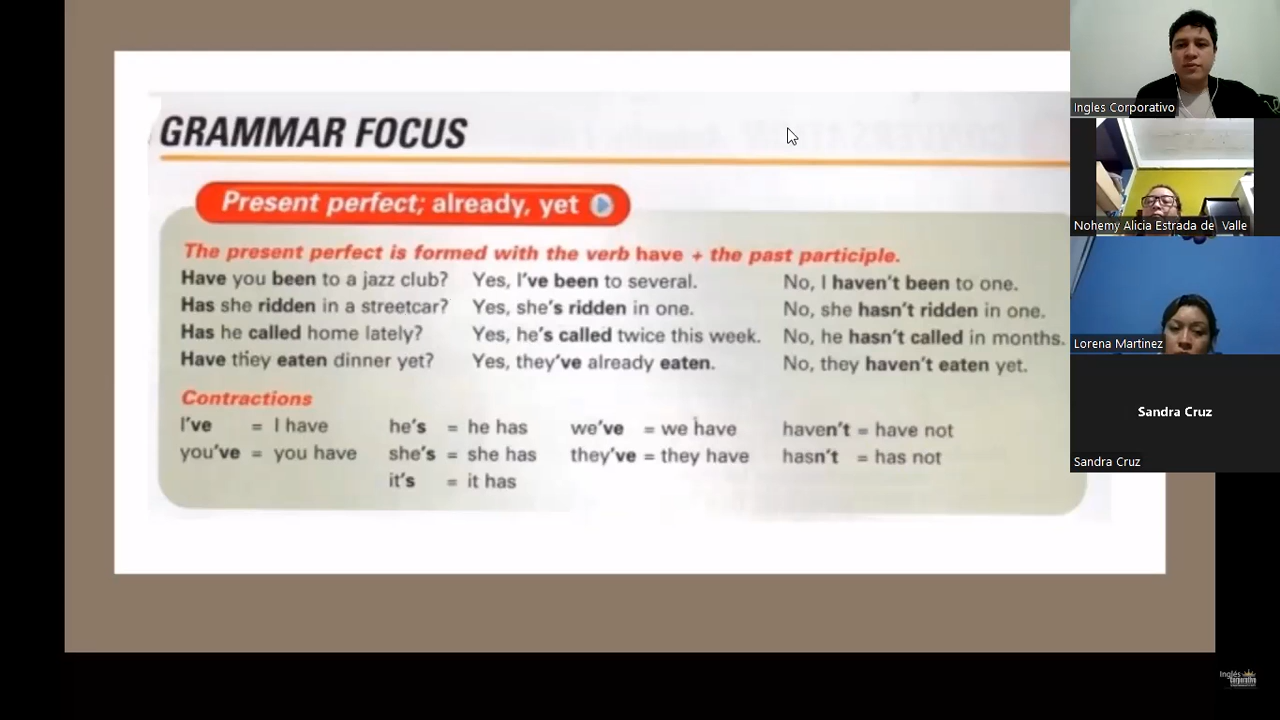 GRAMMAR FOCUS
Present perfect; already, yet
The present perfect is formed with the verb have + the past participle.
Have you been to a jazz club? Yes, I've been to several. No, I haven't been to one.
Has she ridden in a streetcar? Yes, she's ridden in one. No, she hasn't ridden in one.
Has he called home lately? Yes, he's called twice this week. No, he hasn't called in months.
Have they eaten dinner yet? Yes, they've already eaten. No, they haven't eaten yet.
Contractions
I've = I have he's = he has we've = we have haven't = have not
you've = you have she's = she has they've = they have hasn't = has not
it's = it has
Ingles Corporativo
Nohemy Alicia Estrada de Valle
Lorena Martinez
Sandra Cruz
Sandra Cruz
Inglés
Corporativo